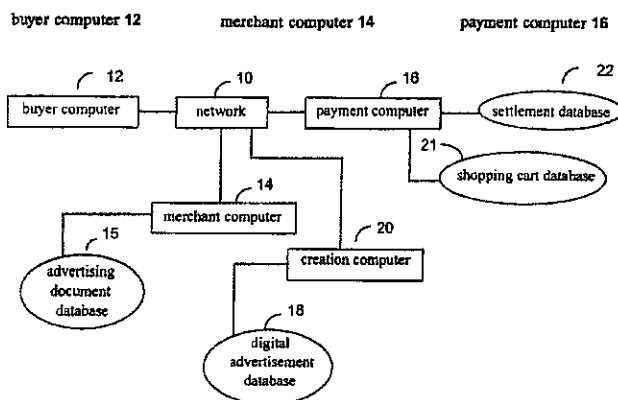 buyer computer 12
merchant computer 14
payment computer 16
12
10
16
22
buyer computer
network
payment computer
settlement database
21
shopping cart database
14
merchant computer
20
creation computer
15
advertising
document
database
18
digital
advertisement
database